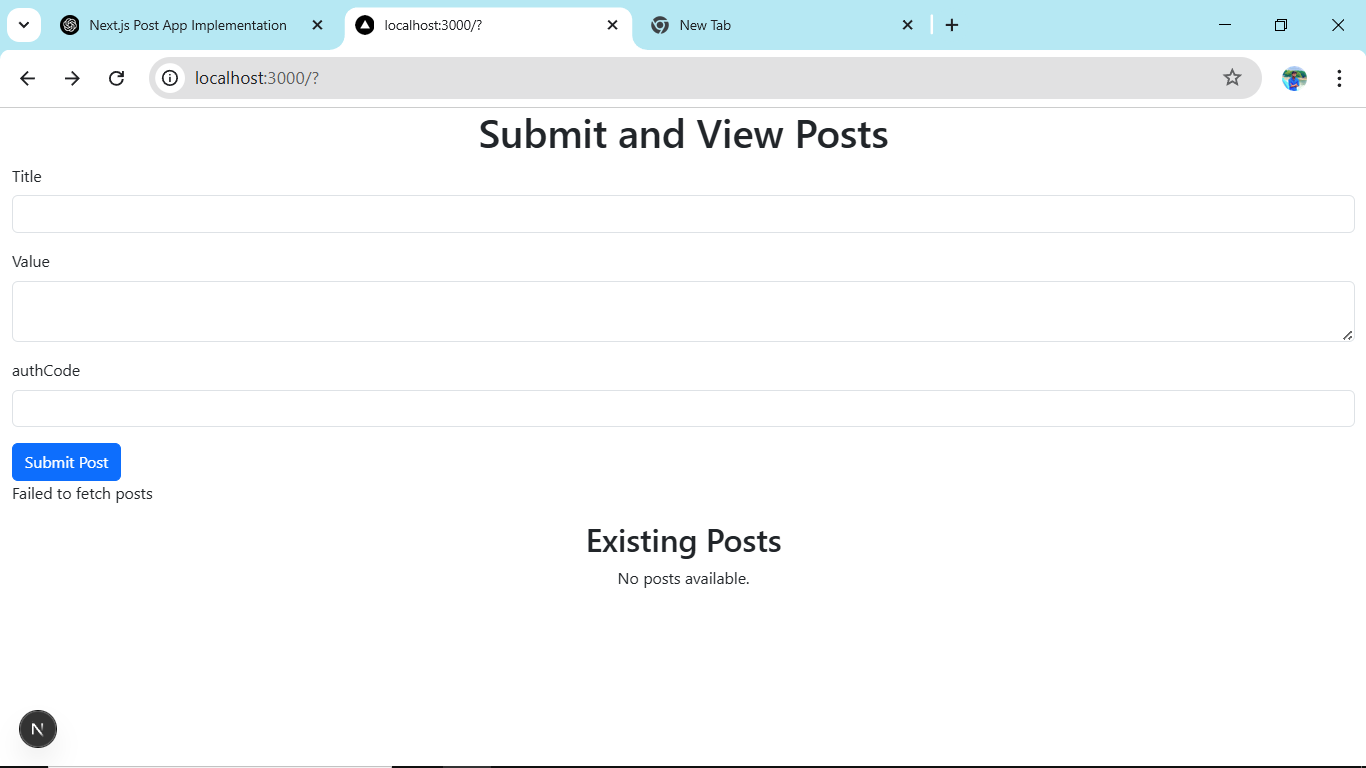 Next.js Post App Implementation
localhost:3000/?
New Tab
localhost:3000/?
Submit and View Posts
Title
Value
authCode
Submit Post
Failed to fetch posts
Existing Posts
No posts available.
N